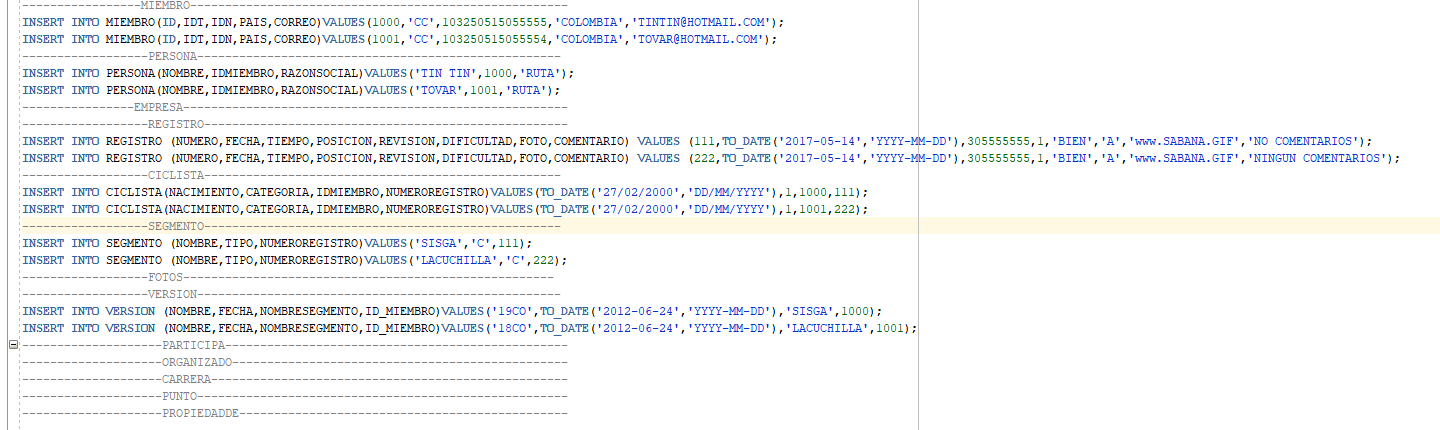 -----------------MIEMBRO------------------------------------------------------
INSERT INTO MIEMBRO(ID,IDT,IDN,PAIS,CORREO)VALUES(1000,'CC',103250515055555,'COLOMBIA','TINTIN@HOTMAIL.COM');
INSERT INTO MIEMBRO(ID,IDT,IDN,PAIS,CORREO)VALUES(1001,'CC',103250515055554,'COLOMBIA','TOVAR@HOTMAIL.COM');
------------------PERSONA----------------------------------------------------
INSERT INTO PERSONA(NOMBRE,IDMIEMBRO,RAZONSOCIAL)VALUES('TIN TIN',1000,'RUTA');
INSERT INTO PERSONA(NOMBRE,IDMIEMBRO,RAZONSOCIAL)VALUES('TOVAR',1001,'RUTA');
----------------EMPRESA-------------------------------------------------------
------------------REGISTRO----------------------------------------------------
INSERT INTO REGISTRO (NUMERO,FECHA,TIEMPO,POSICION,REVISION,DIFICULTAD,FOTO,COMENTARIO) VALUES (111,TO_DATE('2017-05-14','YYYY-MM-DD'),305555555,1,'BIEN','A','www.SABANA.GIF','NO COMENTARIOS');
INSERT INTO REGISTRO (NUMERO,FECHA,TIEMPO,POSICION,REVISION,DIFICULTAD,FOTO,COMENTARIO) VALUES (222,TO_DATE('2017-05-14','YYYY-MM-DD'),305555555,1,'BIEN','A','www.SABANA.GIF','NINGUN COMENTARIOS');
------------------CICLISTA---------------------------------------------------
INSERT INTO CICLISTA(NACIMIENTO,CATEGORIA,IDMIEMBRO,NUMEROREGISTRO)VALUES(TO_DATE('27/02/2000','DD/MM/YYYY'),1,1000,111);
INSERT INTO CICLISTA(NACIMIENTO,CATEGORIA,IDMIEMBRO,NUMEROREGISTRO)VALUES(TO_DATE('27/02/2000','DD/MM/YYYY'),1,1001,222);
------------------SEGMENTO---------------------------------------------------
INSERT INTO SEGMENTO (NOMBRE,TIPO,NUMEROREGISTRO)VALUES('SISGA','C',111);
INSERT INTO SEGMENTO (NOMBRE,TIPO,NUMEROREGISTRO)VALUES('LACUCHILLA','C',222);
------------------FOTOS-----------------------------------------------------
------------------VERSION----------------------------------------------------
INSERT INTO VERSION (NOMBRE,FECHA,NOMBRESEGMENTO,ID_MIEMBRO)VALUES('19CO',TO_DATE('2012-06-24','YYYY-MM-DD'),'SISGA',1000);
INSERT INTO VERSION (NOMBRE,FECHA,NOMBRESEGMENTO,ID_MIEMBRO)VALUES('18CO',TO_DATE('2012-06-24','YYYY-MM-DD'),'LACUCHILLA',1001);
--------------------PARTICIPA-------------------------------------------------
--------------------ORGANIZADO------------------------------------------------
--------------------CARRERA---------------------------------------------------
--------------------PUNTO-----------------------------------------------------
--------------------PROPIEDADDE-----------------------------------------------